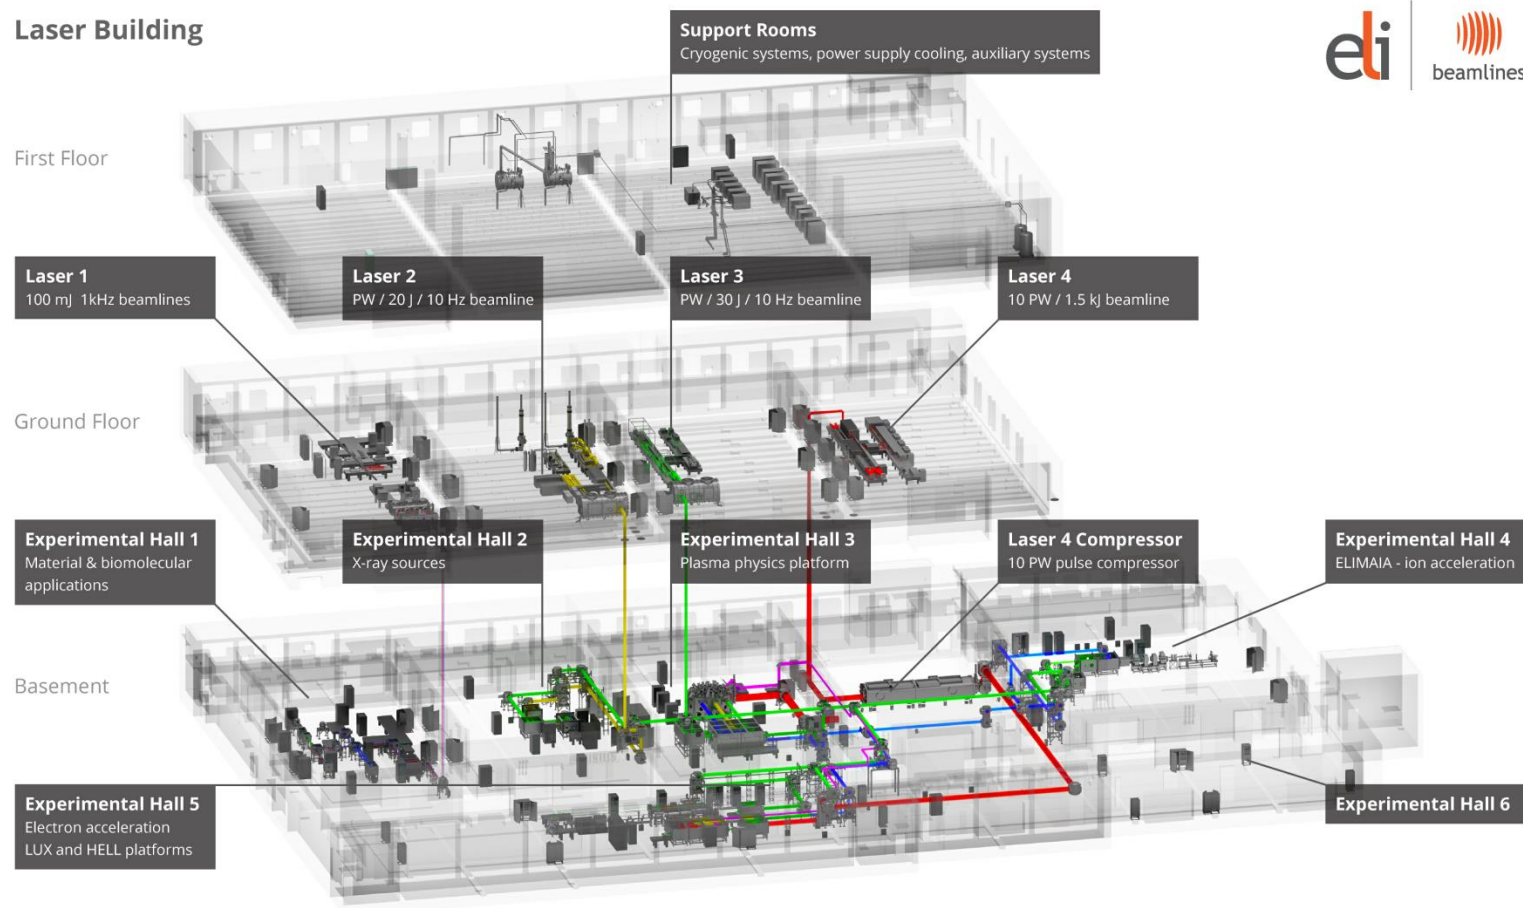 Laser Building
Support Rooms
Cryogenic systems, power supply cooling, auxiliary systems
eli
beamlines
First Floor
Laser 1
100 mJ 1kHz beamlines
Laser 2
PW / 20 J / 10 Hz beamline
Laser 3
PW / 30 J / 10 Hz beamline
Laser 4
10 PW / 1.5 kJ beamline
Ground Floor
Experimental Hall 1
Material & biomolecular
applications
Experimental Hall 2
X-ray sources
Experimental Hall 3
Plasma physics platform
Laser 4 Compressor
10 PW pulse compressor
Experimental Hall 4
ELIMAIA - ion acceleration
Basement
Experimental Hall 5
Electron acceleration
LUX and HELL platforms
Experimental Hall 6